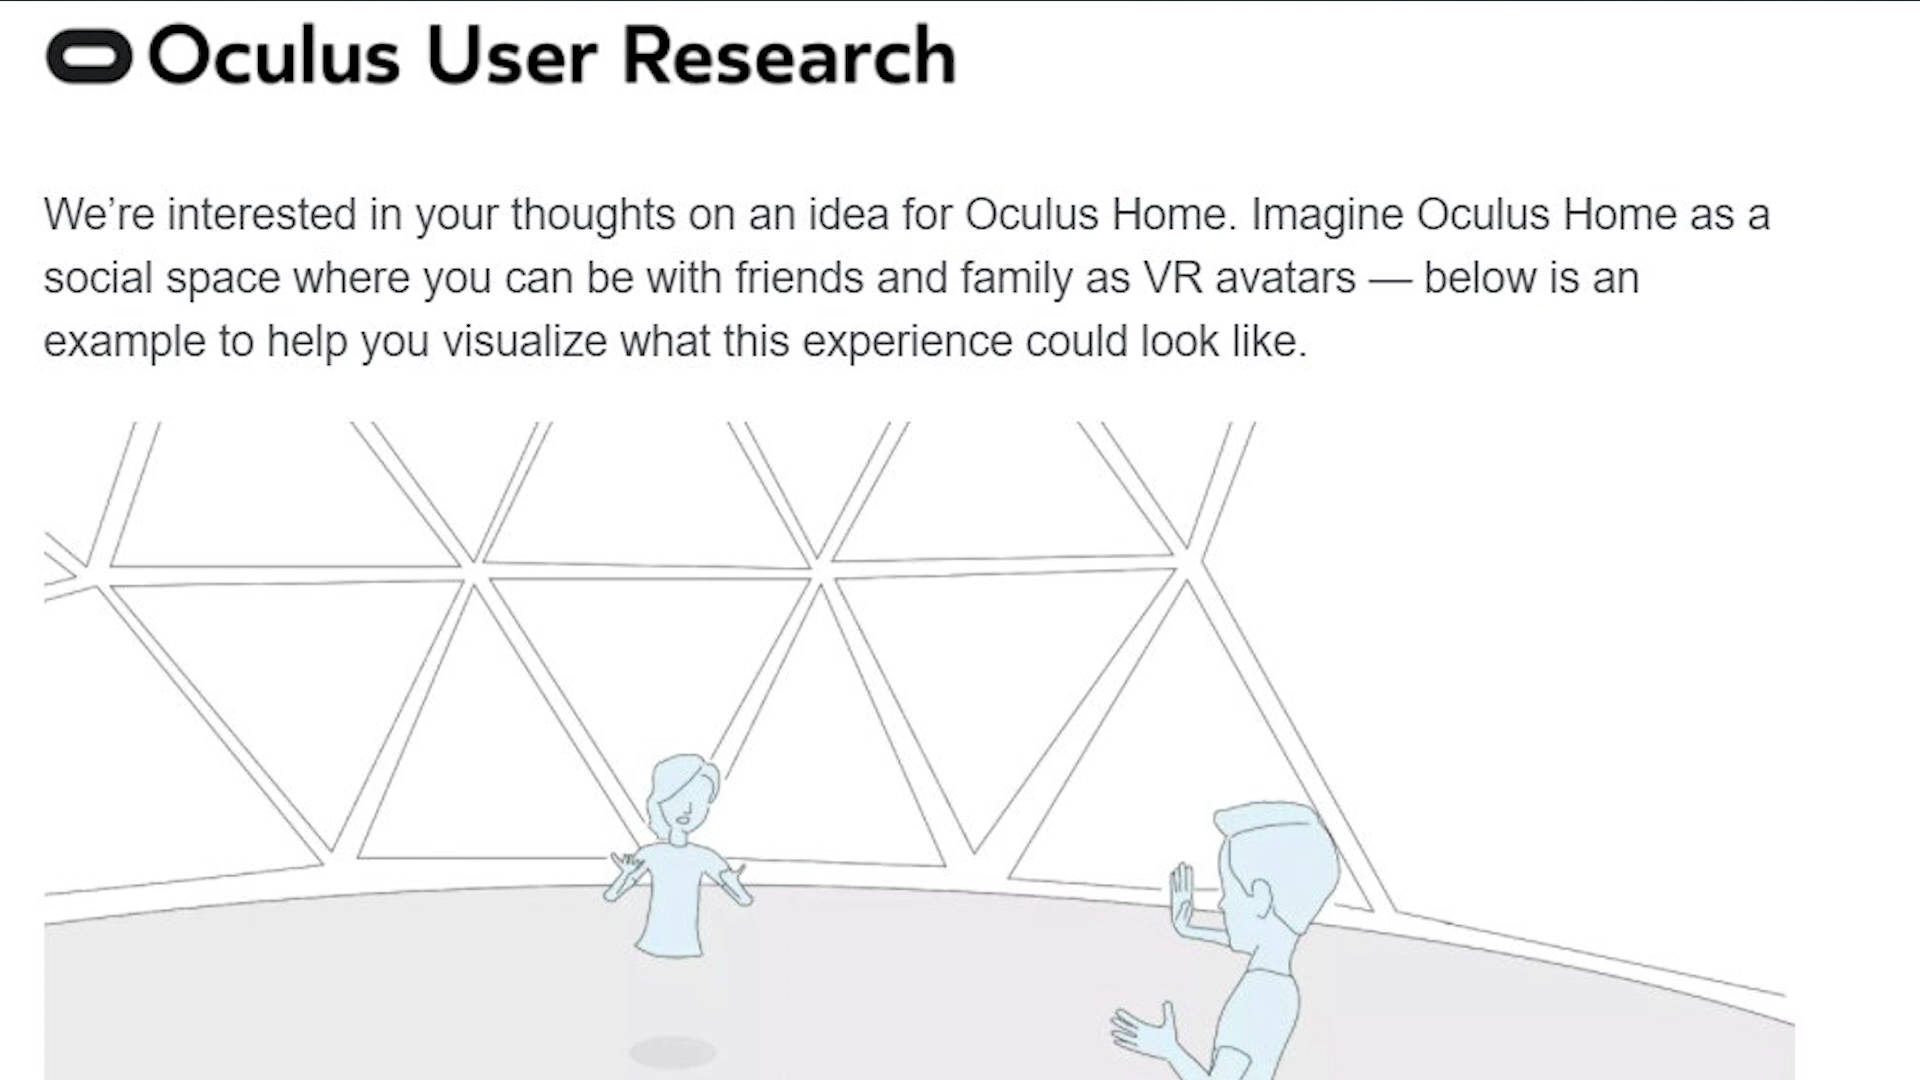 Oculus User Research
We’re interested in your thoughts on an idea for Oculus Home. Imagine Oculus Home as a
social space where you can be with friends and family as VR avatars — below is an
example to help you visualize what this experience could look like.